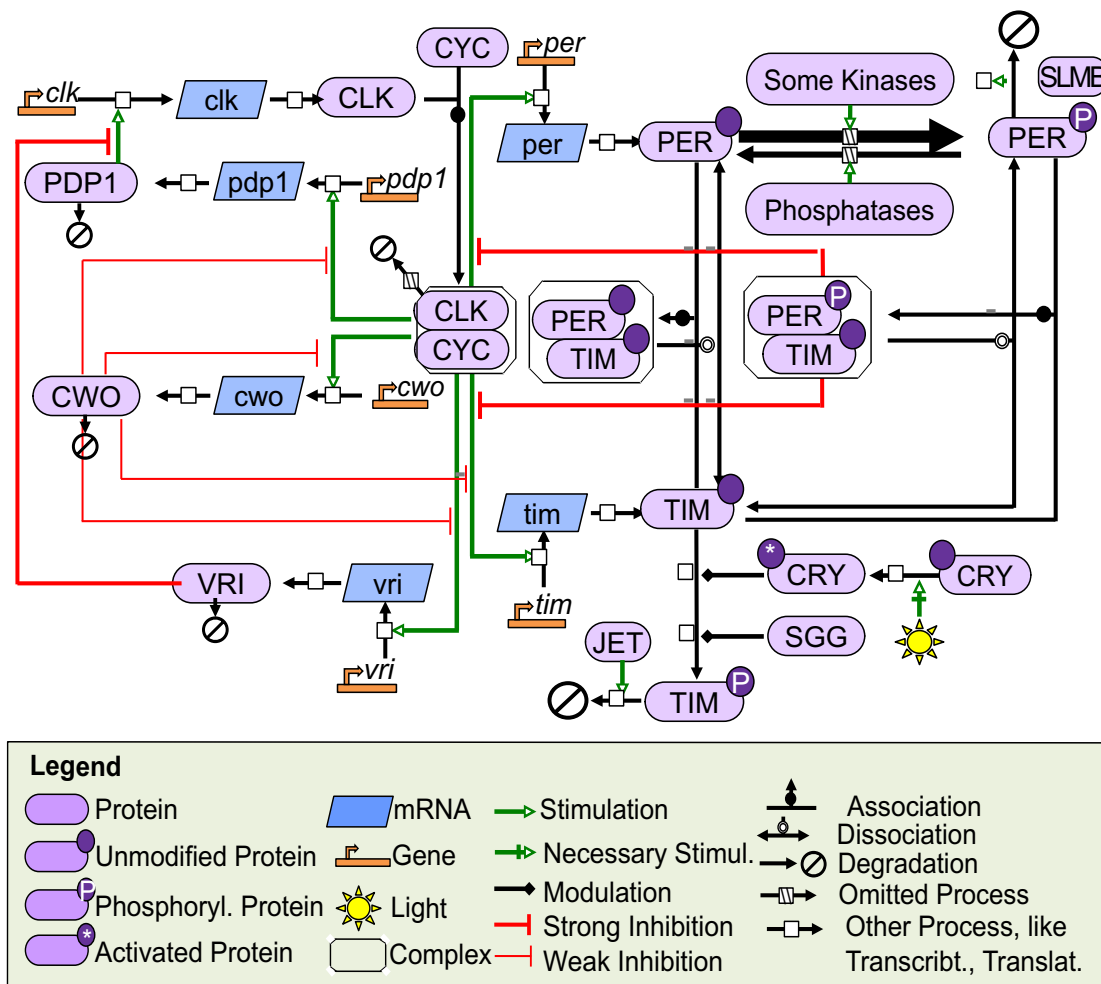 CYC
per
clk
clk
CLK
Some Kinases
SLMB
per
PER
PER P
PDP1
pdp1
pdp1
Phosphatases
CLK
CYC
PER
TIM
P
PER
TIM
CWO
cwo
cwo
tim
TIM
VRI
vri
* CRY
CRY
tim
JET
SGG
vri
TIM P
Legend
Protein
mRNA
Stimulation
Association
Unmodified Protein
Gene
Necessary Stimul.
Dissociation
Degradation
Phosphoryl. Protein P
Light
Modulation
Omitted Process
Activated Protein *
Complex
Strong Inhibition
Other Process, like
Weak Inhibition
Transcribt., Translat.